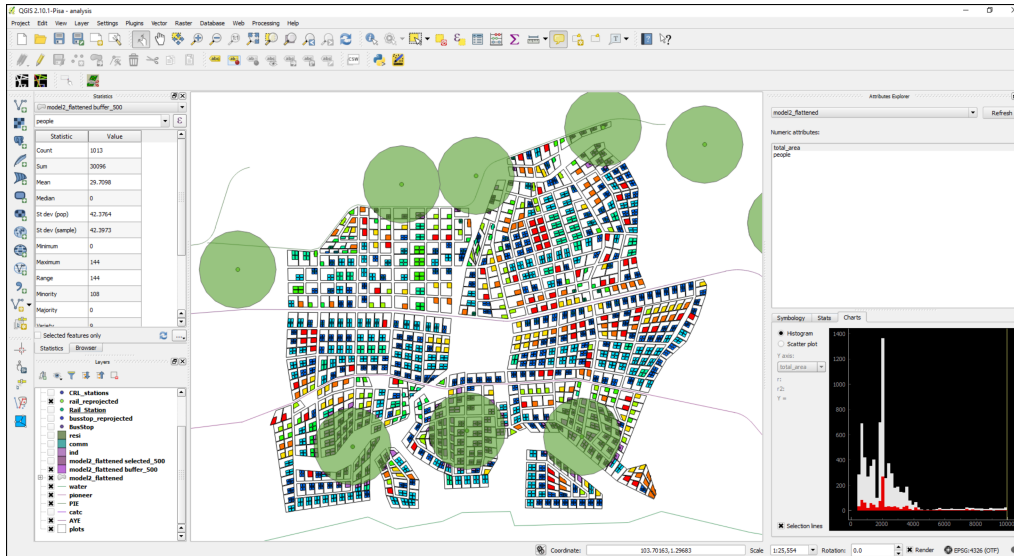 QGIS 2.10.1-Pisa - analysis
Project Edit View Layer Settings Plugins Vector Raster Database Web Processing Help
CSW
Statistics
model2_flattened buffer_500
people
Statistic Value
Count 1013
Sum 30096
Mean 29.7098
Median 0
St dev (pop) 42.3764
St dev (sample) 42.3973
Minimum 0
Maximum 144
Range 144
Minority 108
Majority 0
Variety 9
Selected features only
Statistics Browser
Layers
CRL_stations
rail_reprojected
Rail_Station
busstop_reprojected
BusStop
resi
comm
ind
model2_flattened selected_500
model2_flattened buffer_500
model2_flattened
water
pioneer
PIE
catc
AYE
plots
Attributes Explorer
model2_flattened
Refresh
Numeric attributes:
total_area
people
Symbology Stats Charts
Histogram
Scatter plot
Y axis:
total_area
r:
r2:
Y =
1400
1200
1000
800
600
400
200
0
0 2000 4000 6000 8000 10000
Selection lines
Coordinate: 103.70163,1.29683 Scale 1:25,554 Rotation: 0.0 Render EPSG:4326 (OTF)